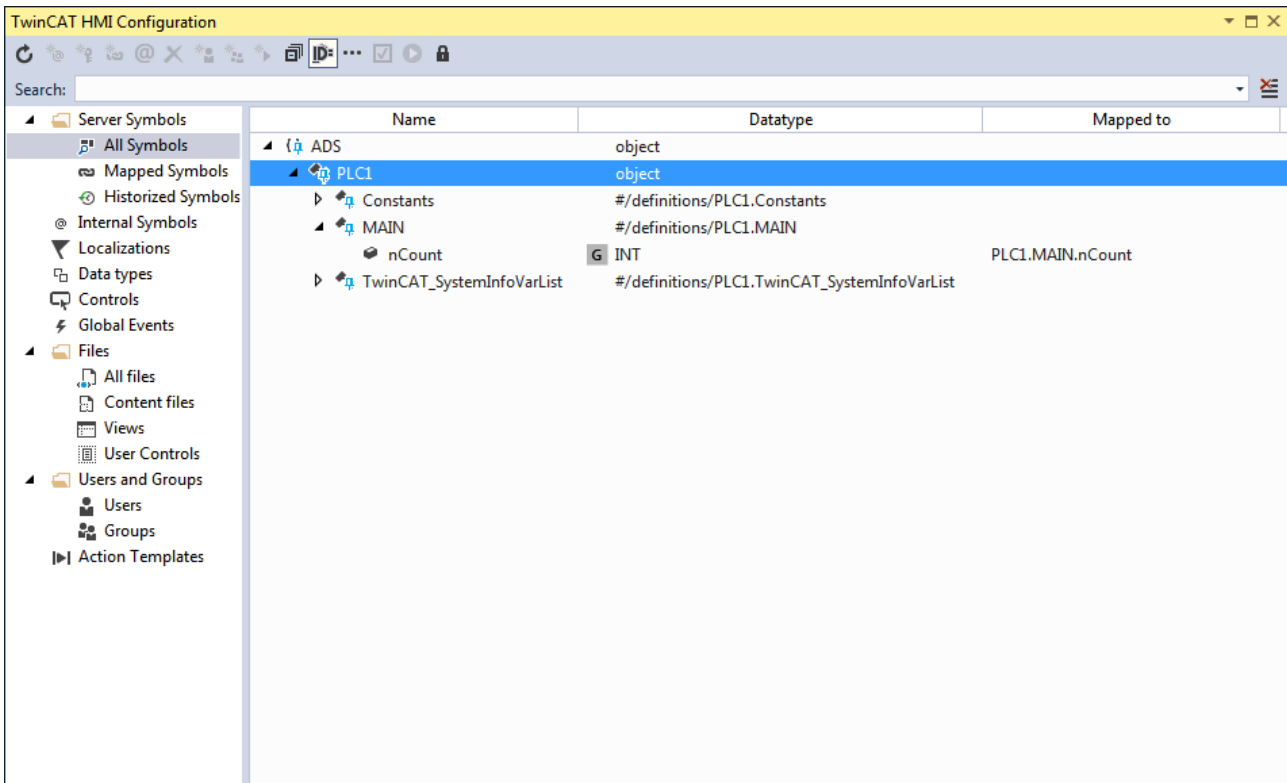 TwinCAT HMI Configuration
@ ID: ...
Search:
Server Symbols
All Symbols
Mapped Symbols
Historized Symbols
@ Internal Symbols
Localizations
Data types
Controls
Global Events
Files
All files
Content files
Views
User Controls
Users and Groups
Users
Groups
Action Templates
Name Datatype Mapped to
ADS object
PLC1 object
Constants #/definitions/PLC1.Constants
MAIN #/definitions/PLC1.MAIN
nCount G INT PLC1.MAIN.nCount
TwinCAT_SystemInfoVarList #/definitions/PLC1.TwinCAT_SystemInfoVarList